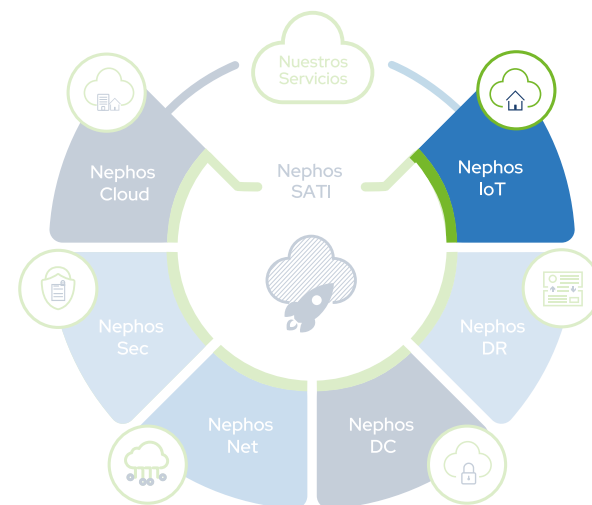 Nuestros
Servicios
Nephos
SATI
Nephos
Cloud
Nephos
IoT
Nephos
Sec
Nephos
DR
Nephos
Net
Nephos
DC